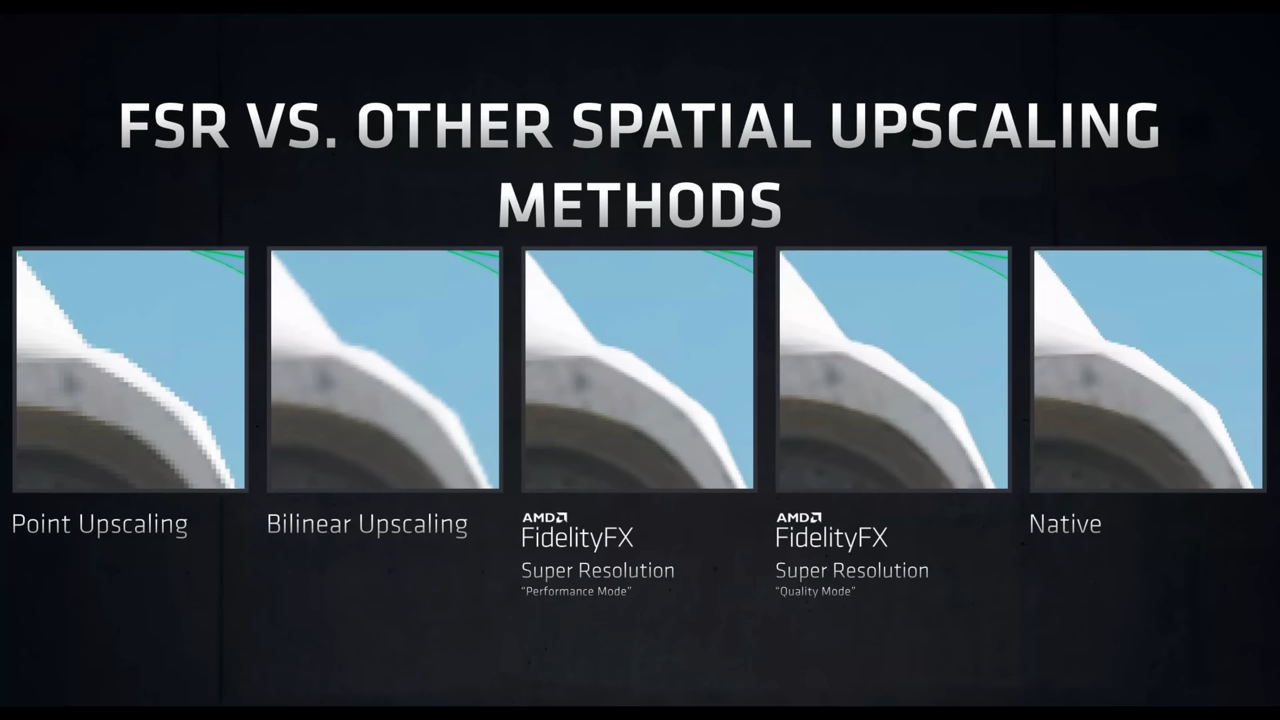 FSR VS. OTHER SPATIAL UPSCALING
METHODS
Point Upscaling
Bilinear Upscaling
AMD
FidelityFX
Super Resolution
"Performance Mode"
AMD
FidelityFX
Super Resolution
"Quality Mode"
Native